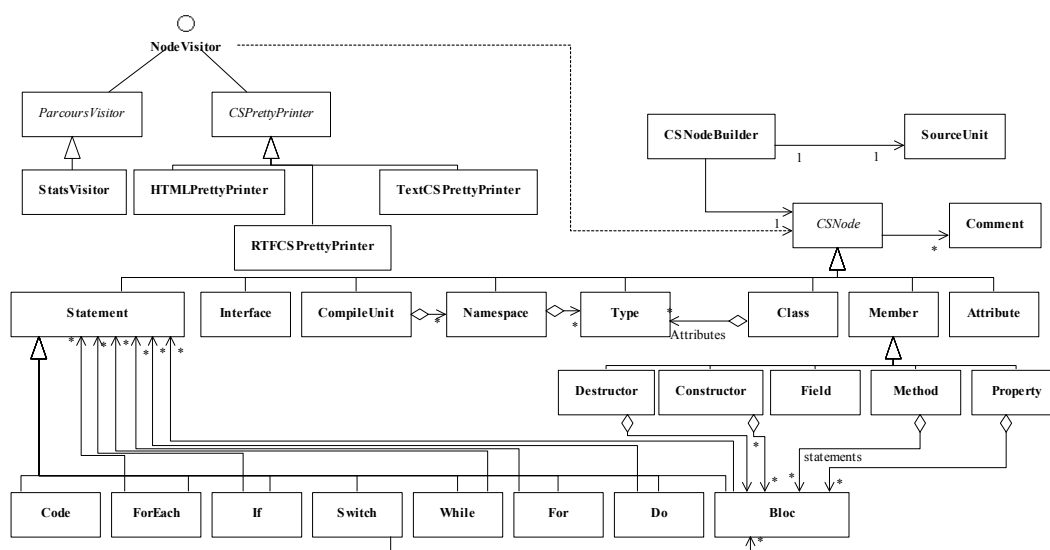 NodeVisitor
ParcoursVisitor
CSPrettyPrinter
CSNodeBuilder
SourceUnit
1
1
StatsVisitor
HTMLPrettyPrinter
TextCSPrettyPrinter
1
CSNode
Comment
*
RTFCSPrettyPrinter
Statement
Interface
CompileUnit
*
Namespace
*
Type
*
Attributes
Class
Member
Attribute
* * * * * * *
Destructor
Constructor
Field
Method
Property
*
statements
* * *
Code
ForEach
If
Switch
While
For
Do
Bloc
*